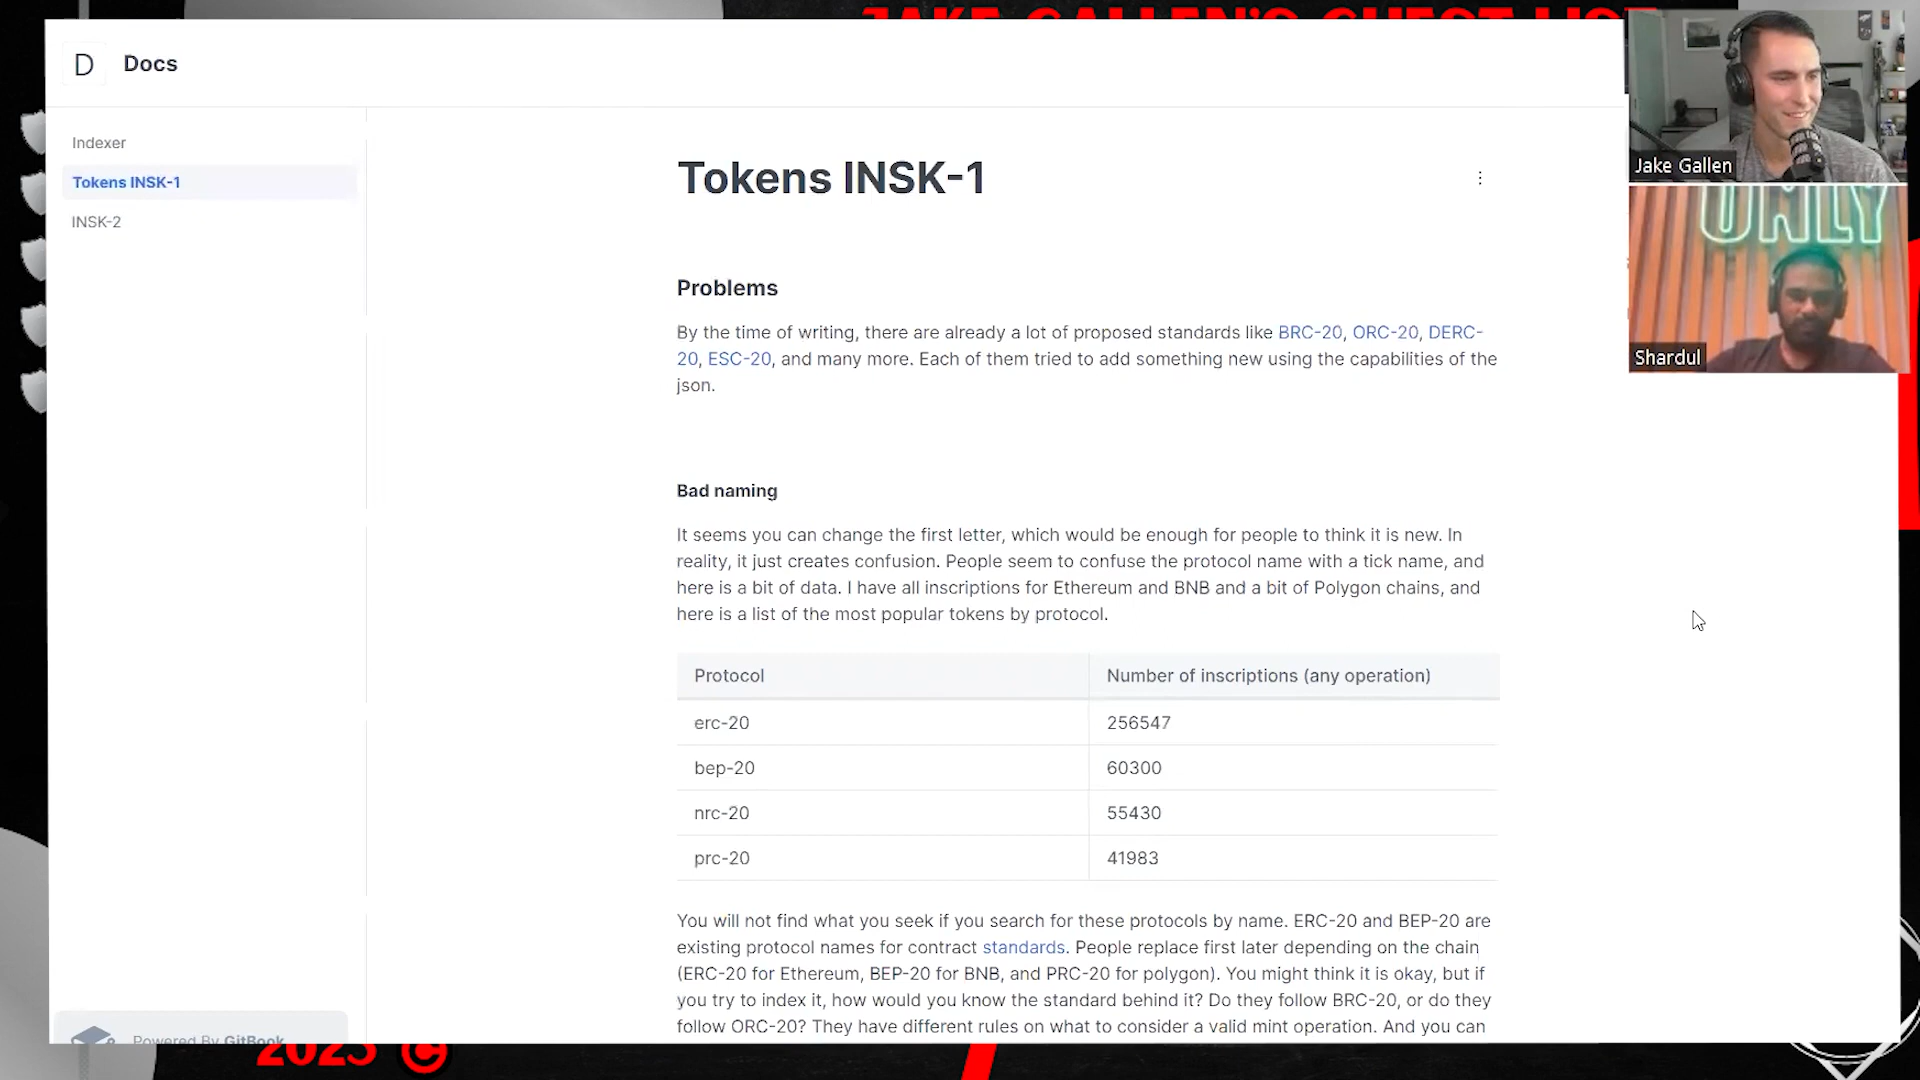 JAKE GALLEN'S GUEST LIST
D Docs
Indexer
Tokens INSK-1
INSK-2
Tokens INSK-1
Problems
By the time of writing, there are already a lot of proposed standards like BRC-20, ORC-20, DERC-
20, ESC-20, and many more. Each of them tried to add something new using the capabilities of the
json.
Bad naming
It seems you can change the first letter, which would be enough for people to think it is new. In
reality, it just creates confusion. People seem to confuse the protocol name with a tick name, and
here is a bit of data. I have all inscriptions for Ethereum and BNB and a bit of Polygon chains, and
here is a list of the most popular tokens by protocol.
Protocol Number of inscriptions (any operation)
erc-20 256547
bep-20 60300
nrc-20 55430
prc-20 41983
You will not find what you seek if you search for these protocols by name. ERC-20 and BEP-20 are
existing protocol names for contract standards. People replace first later depending on the chain
(ERC-20 for Ethereum, BEP-20 for BNB, and PRC-20 for polygon). You might think it is okay, but if
you try to index it, how would you know the standard behind it? Do they follow BRC-20, or do they
follow ORC-20? They have different rules on what to consider a valid mint operation. And you can
Powered By GitBook
Jake Gallen
ONLY
Shardul
2023 ©